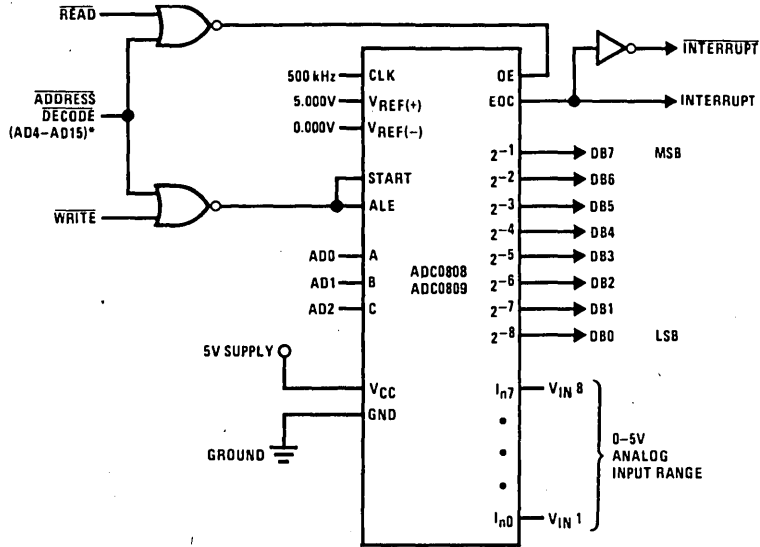 READ
ADDRESS
DECODE
(AD4–AD15)*
WRITE
500 kHz
CLK
5.000V
VREF(+)
0.000V
VREF(−)
START
ALE
AD0
A
AD1
B
AD2
C
ADC0808
ADC0809
5V SUPPLY
VCC
GND
GROUND
OE
EOC
INTERRUPT
INTERRUPT
2−1
DB7
MSB
2−2
DB6
2−3
DB5
2−4
DB4
2−5
DB3
2−6
DB2
2−7
DB1
2−8
DB0
LSB
In7
VIN 8
0–5V
ANALOG
INPUT RANGE
In0
VIN 1